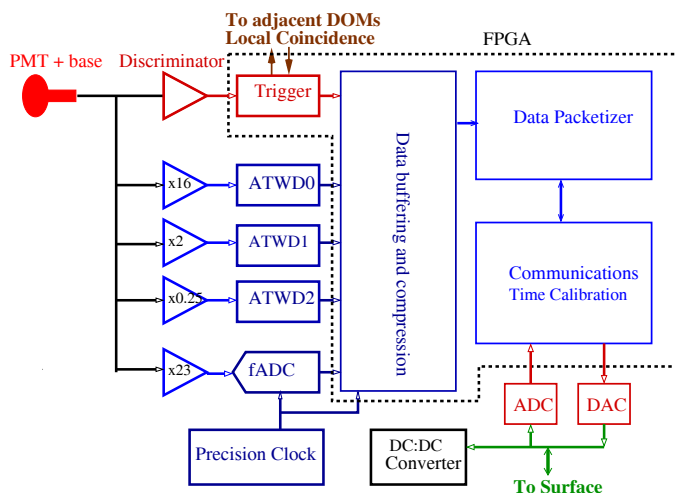 To adjacent DOMs
Local Coincidence
FPGA
PMT + base
Discriminator
Trigger
Data Packetizer
Data buffering and compression
x16
ATWD0
x2
ATWD1
x0.25
ATWD2
Communications
Time Calibration
x23
fADC
ADC
DAC
Precision Clock
DC:DC
Converter
To Surface